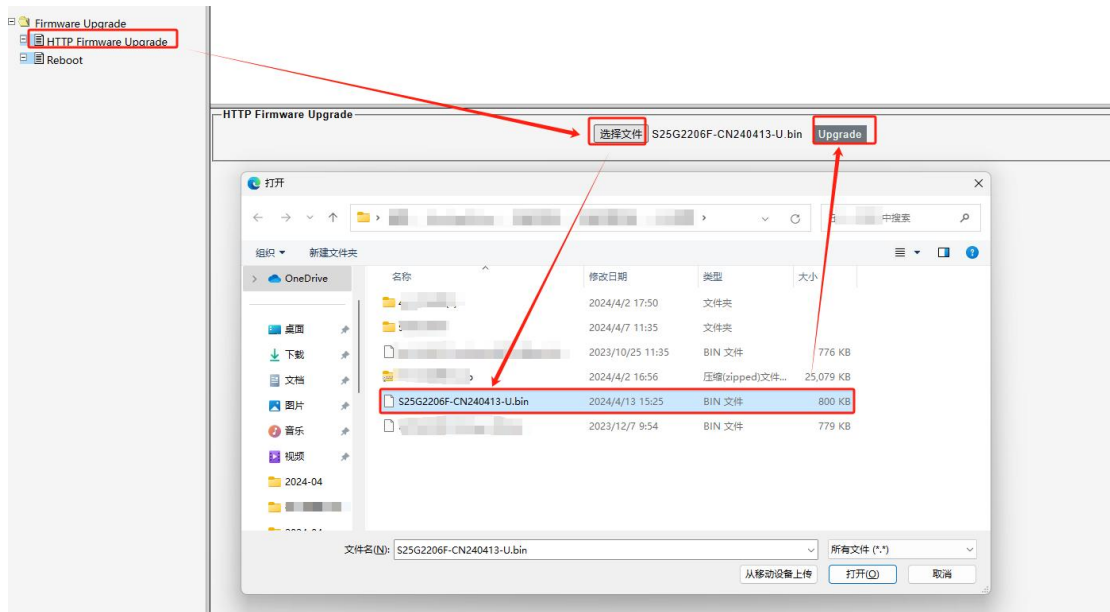 Firmware Upgrade
HTTP Firmware Upgrade
Reboot
HTTP Firmware Upgrade
选择文件 S25G2206F-CN240413-U.bin Upgrade
打开
中搜索
组织 新建文件夹
OneDrive
名称 修改日期 类型 大小
2024/4/2 17:50 文件夹
桌面 2024/4/7 11:35 文件夹
下载 2023/10/25 11:35 BIN 文件 776 KB
文档 2024/4/2 16:56 压缩(zipped)文件... 25,079 KB
图片 S25G2206F-CN240413-U.bin 2024/4/13 15:25 BIN 文件 800 KB
音乐 2023/12/7 9:54 BIN 文件 779 KB
视频
2024-04
文件名(N): S25G2206F-CN240413-U.bin 所有文件 (*.*)
从移动设备上传 打开(O) 取消